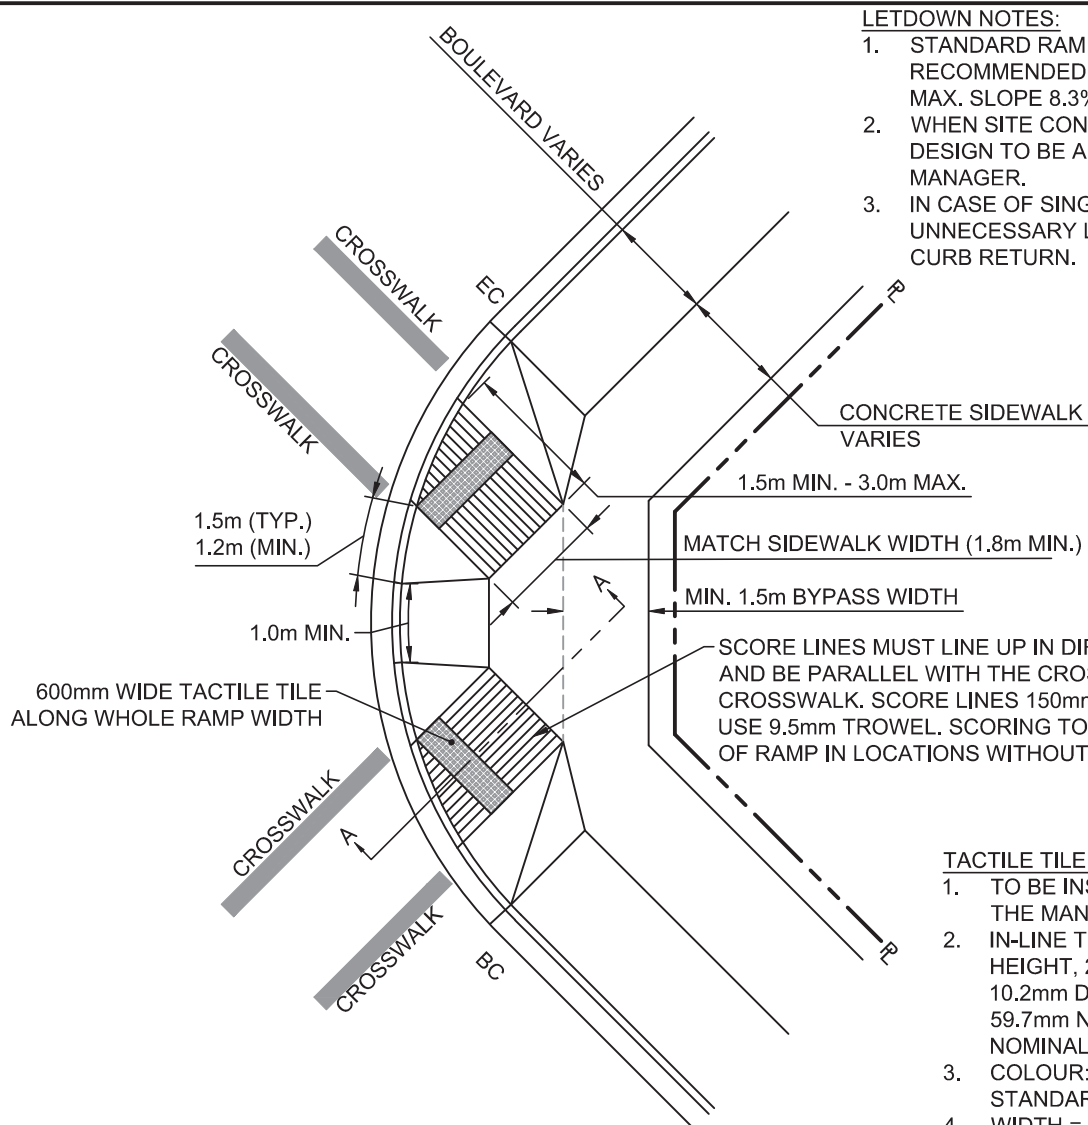 LETDOWN NOTES:
1. STANDARD RAM
RECOMMENDED
MAX. SLOPE 8.3%
2. WHEN SITE CON
DESIGN TO BE A
MANAGER.
3. IN CASE OF SING
UNNECESSARY L
CURB RETURN.
BOULEVARD VARIES
CROSSWALK
EC
CROSSWALK
PL
CONCRETE SIDEWALK
VARIES
1.5m MIN. - 3.0m MAX.
1.5m (TYP.)
1.2m (MIN.)
MATCH SIDEWALK WIDTH (1.8m MIN.)
A
MIN. 1.5m BYPASS WIDTH
1.0m MIN.
SCORE LINES MUST LINE UP IN DI
AND BE PARALLEL WITH THE CROS
CROSSWALK. SCORE LINES 150mm
USE 9.5mm TROWEL. SCORING TO
OF RAMP IN LOCATIONS WITHOUT
600mm WIDE TACTILE TILE
ALONG WHOLE RAMP WIDTH
CROSSWALK
A
CROSSWALK
BC
PL
TACTILE TILE
1. TO BE INS
THE MAN
2. IN-LINE T
HEIGHT, 2
10.2mm D
59.7mm N
NOMINAL
3. COLOUR:
STANDAR
4. WIDTH =